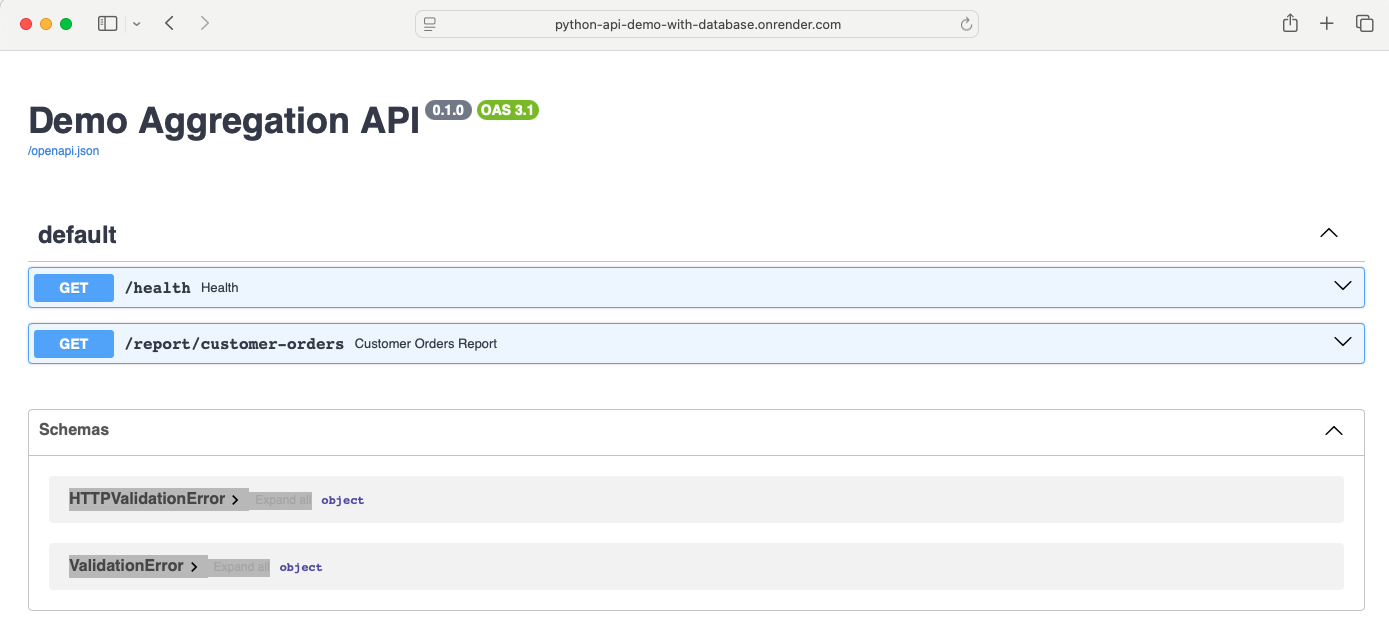 python-api-demo-with-database.onrender.com
Demo Aggregation API 0.1.0 OAS 3.1
/openapi.json
default
GET /health Health
GET /report/customer-orders Customer Orders Report
Schemas
HTTPValidationError Expand all object
ValidationError Expand all object